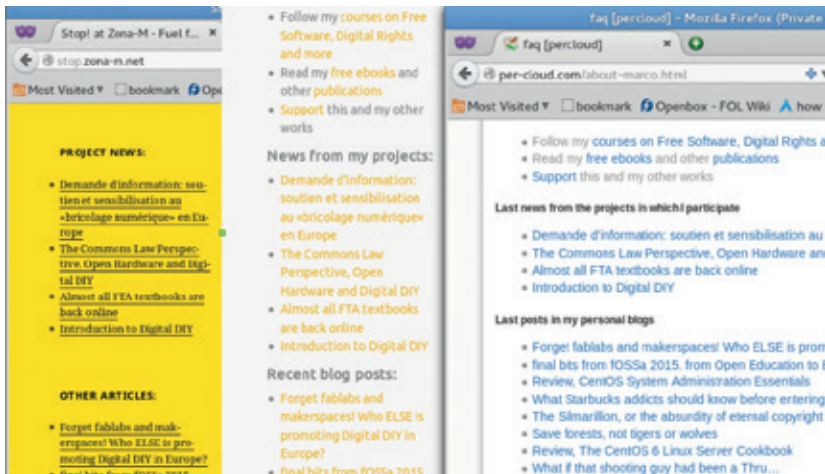 Stop! at Zona-M - Fuel f... ×
stop.zona-m.net
Most Visited ▾ bookmark Ope
PROJECT NEWS:
• Demande d'information: sou-
tien et sensibilisation au
«bricolage numérique» en Eu-
rope
• The Commons Law Perspec-
tive, Open Hardware and Digi-
tal DIY
• Almost all FTA textbooks are
back online
• Introduction to Digital DIY
OTHER ARTICLES:
• Forget fablabs and mak-
erspaces! Who ELSE is pro-
moting Digital DIY in Europe?
• final bits from fOSSa 2015
• Follow my courses on Free
Software, Digital Rights
and more
• Read my free ebooks and
other publications
• Support this and my other
works
News from my projects:
• Demande d'information:
soutien et sensibilisation
au «bricolage numérique»
en Europe
• The Commons Law
Perspective, Open
Hardware and Digital DIY
• Almost all FTA textbooks
are back online
• Introduction to Digital DIY
Recent blog posts:
• Forget fablabs and
makerspaces! Who ELSE is
promoting Digital DIY in
Europe?
• final bits from fOSSa 2015
faq [percloud] - Mozilla Firefox (Private
faq [percloud] ×
per-cloud.com/about-marco.html
Most Visited ▾ bookmark Openbox - FOL Wiki how
• Follow my courses on Free Software, Digital Rights a
• Read my free ebooks and other publications
• Support this and my other works
Last news from the projects in which I participate
• Demande d'information: soutien et sensibilisation au
• The Commons Law Perspective, Open Hardware and
• Almost all FTA textbooks are back online
• Introduction to Digital DIY
Last posts in my personal blogs
• Forget fablabs and makerspaces! Who ELSE is prom
• final bits from fOSSa 2015, from Open Education to E
• Review, CentOS System Administration Essentials
• What Starbucks addicts should know before entering
• The Silmarillion, or the absurdity of eternal copyright
• Save forests, not tigers or wolves
• Review, The CentOS 6 Linux Server Cookbook
• What if that shooting guy had been a Thru...